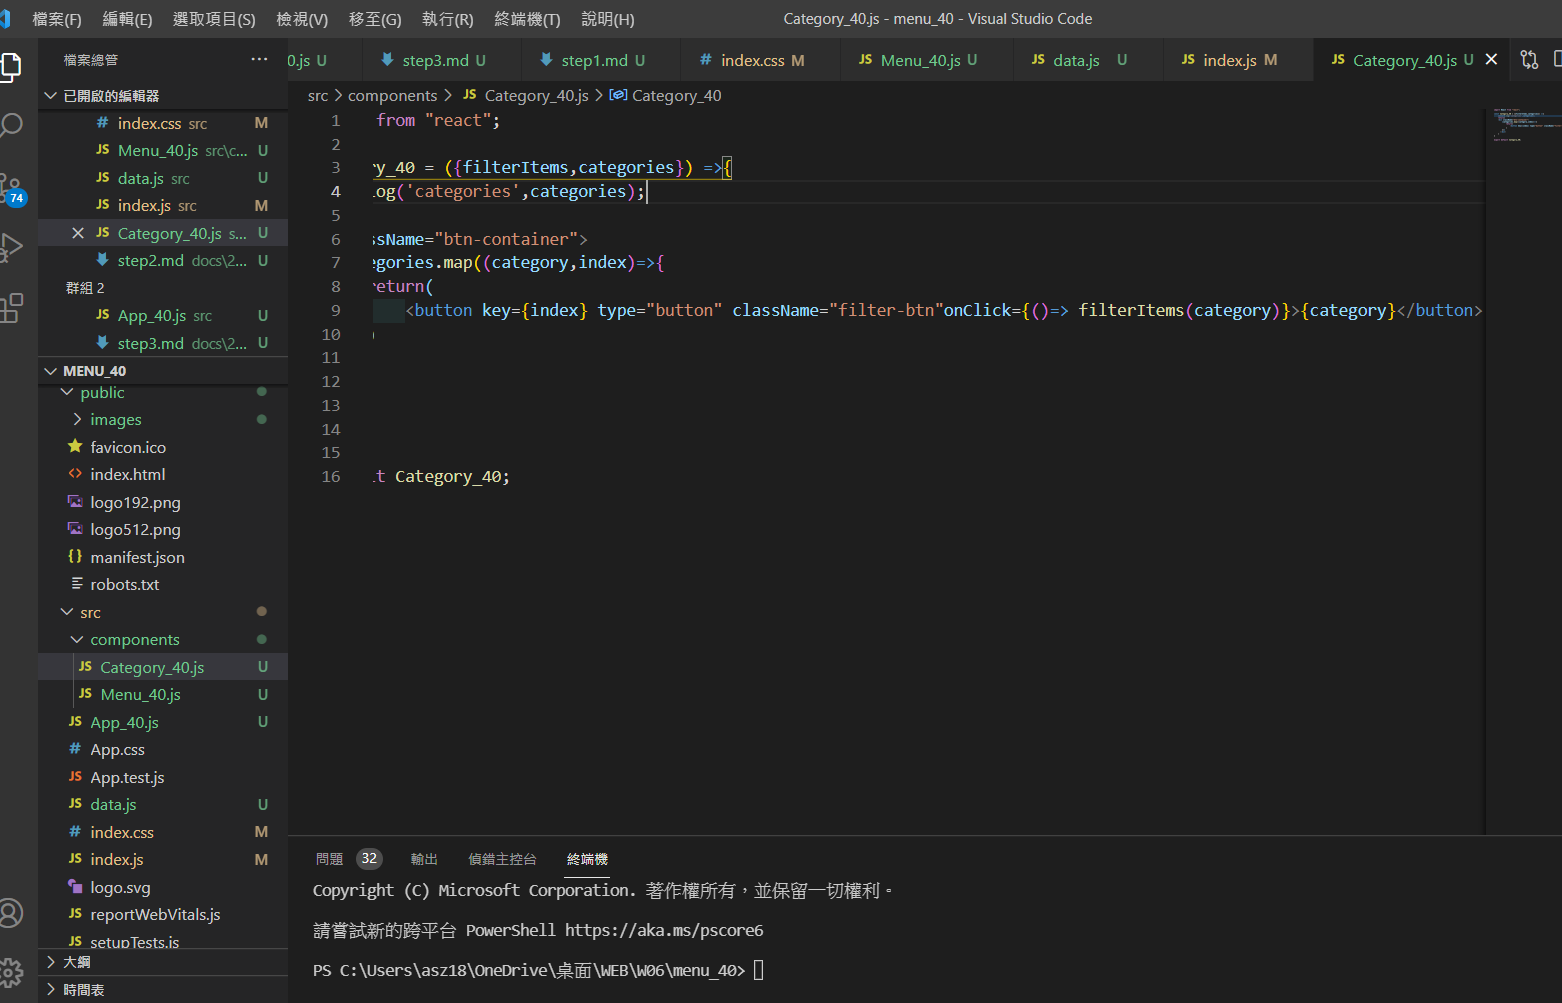 檔案(F) 編輯(E) 選取項目(S) 檢視(V) 移至(G) 執行(R) 終端機(T) 說明(H) Category_40.js - menu_40 - Visual Studio Code
檔案總管 ...
0.js U step3.md U step1.md U # index.css M JS Menu_40.js U JS data.js U JS index.js M JS Category_40.js U
已開啟的編輯器
# index.css src M
JS Menu_40.js src\c... U
JS data.js src U
JS index.js src M
JS Category_40.js s... U
step2.md docs\2... U
群組 2
JS App_40.js src U
step3.md docs\2... U
74
MENU_40
public
images
favicon.ico
<> index.html
logo192.png
logo512.png
{} manifest.json
robots.txt
src
components
JS Category_40.js U
JS Menu_40.js U
JS App_40.js U
# App.css
JS App.test.js
JS data.js U
# index.css M
JS index.js M
logo.svg
JS reportWebVitals.js
JS setupTests.js
大綱
時間表
src > components > JS Category_40.js > Category_40
1 from "react";
2
3 ry_40 = ({filterItems,categories}) =>{
4 log('categories',categories);
5
6 ssName="btn-container">
7 egories.map((category,index)=>{
8 return(
9 <button key={index} type="button" className="filter-btn"onClick={()=> filterItems(category)}>{category}</button>
10 )
11
12
13
14
15
16 t Category_40;
問題 32 輸出 偵錯主控台 終端機
Copyright (C) Microsoft Corporation. 著作權所有，並保留一切權利。
請嘗試新的跨平台 PowerShell https://aka.ms/pscore6
PS C:\Users\asz18\OneDrive\桌面\WEB\W06\menu_40>